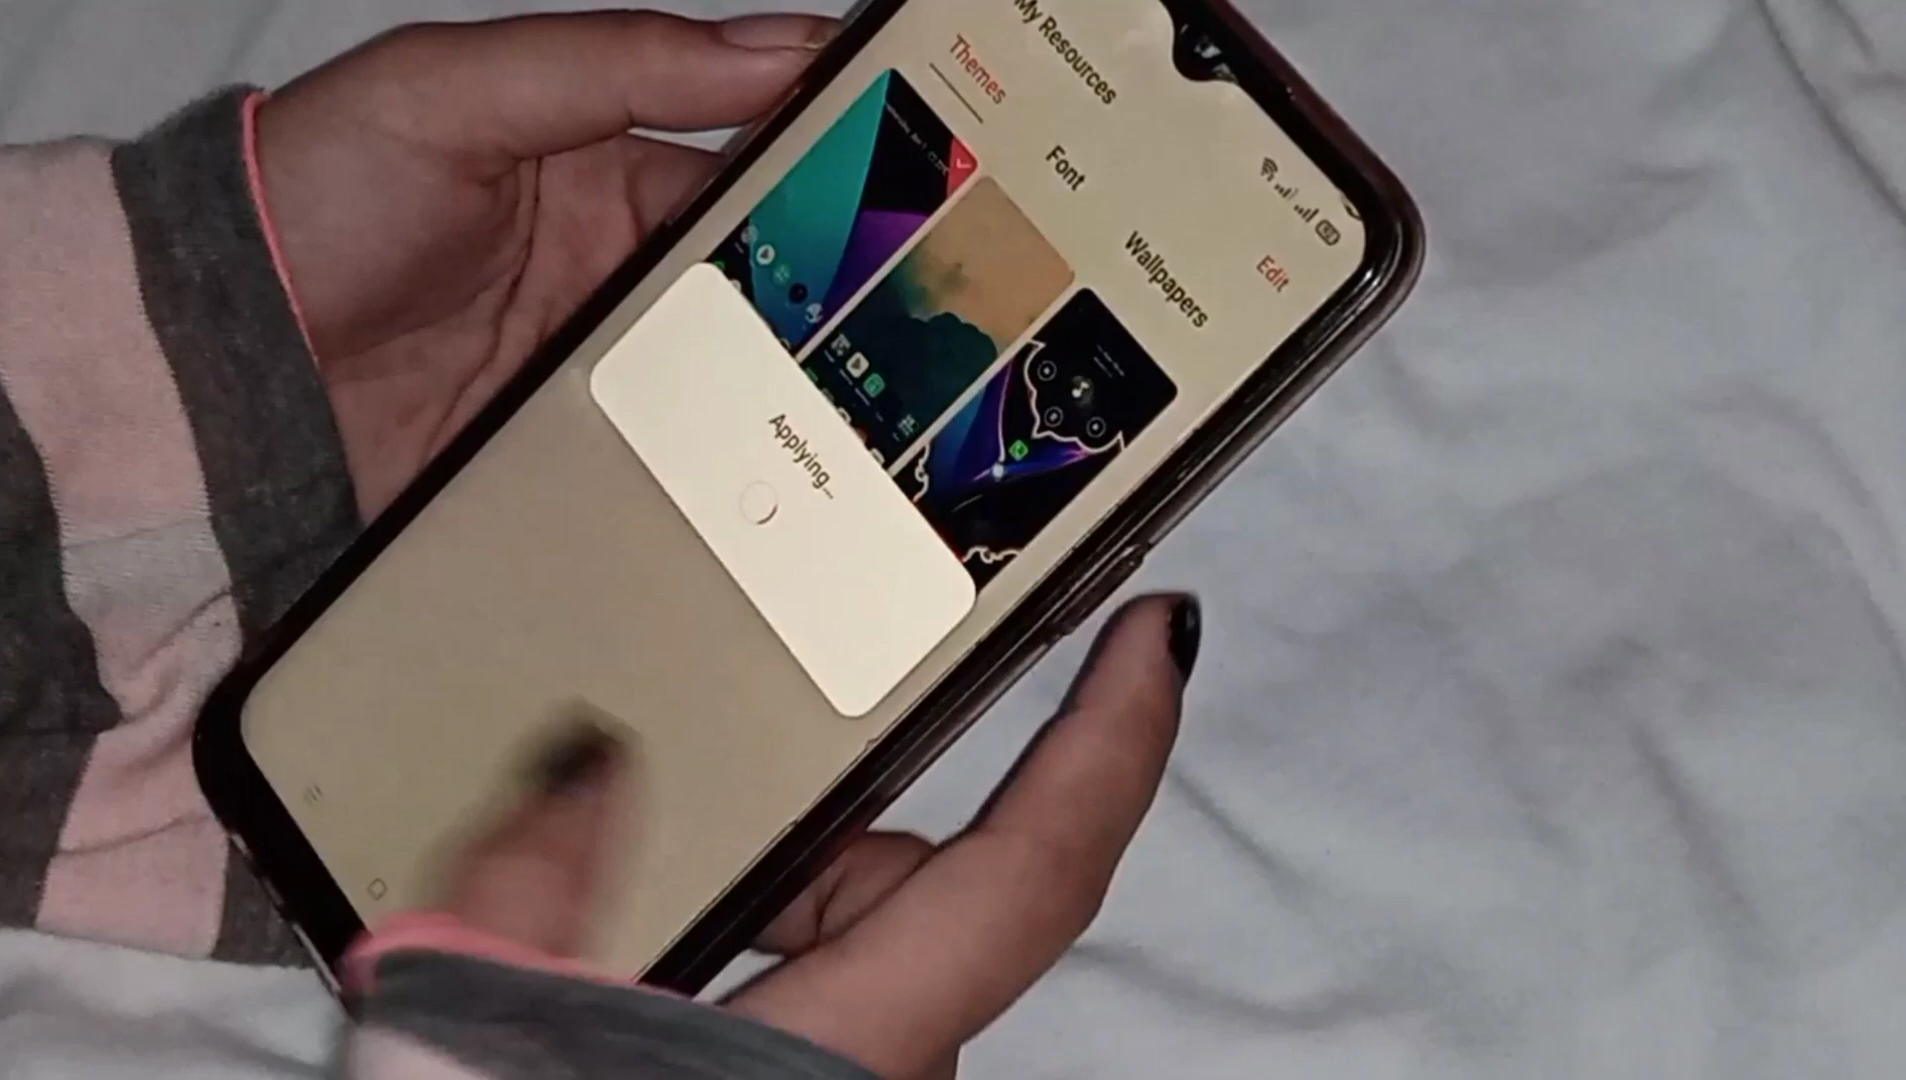 My Resources
Edit
Themes
Font
Wallpapers
Applying...